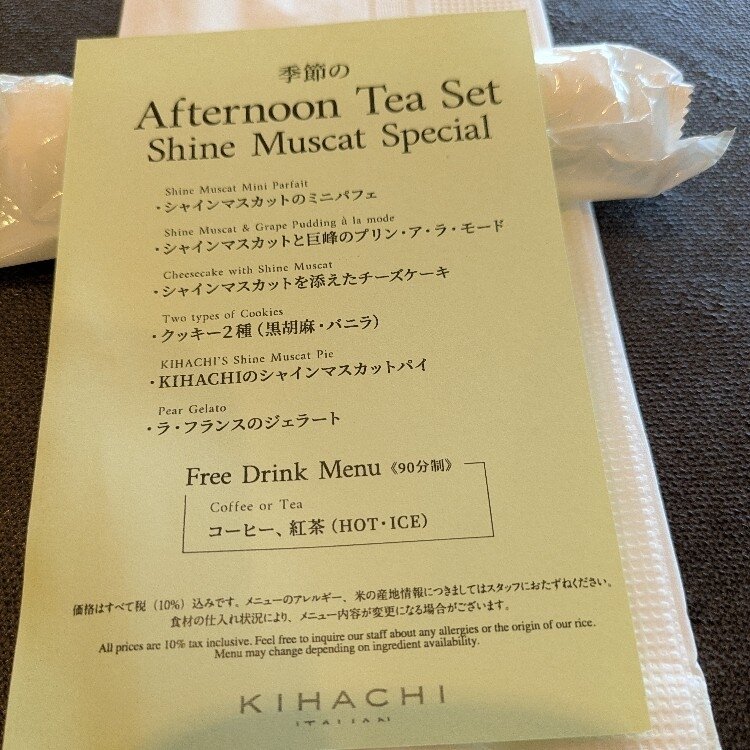 季節の
Afternoon Tea Set
Shine Muscat Special
Shine Muscat Mini Parfait
・シャインマスカットのミニパフェ
Shine Muscat & Grape Pudding à la mode
・シャインマスカットと巨峰のプリン・ア・ラ・モード
Cheesecake with Shine Muscat
・シャインマスカットを添えたチーズケーキ
Two types of Cookies
・クッキー2種（黒胡麻・バニラ）
KIHACHI'S Shine Muscat Pie
・KIHACHIのシャインマスカットパイ
Pear Gelato
・ラ・フランスのジェラート
Free Drink Menu《90分制》
Coffee or Tea
コーヒー、紅茶（HOT・ICE）
価格はすべて税（10%）込みです。メニューのアレルギー、米の産地情報につきましてはスタッフにおたずねください。
食材の仕入れ状況により、メニュー内容が変更になる場合がございます。
All prices are 10% tax inclusive. Feel free to inquire our staff about any allergies or the origin of our rice.
Menu may change depending on ingredient availability.
KIHACHI
ITALIAN